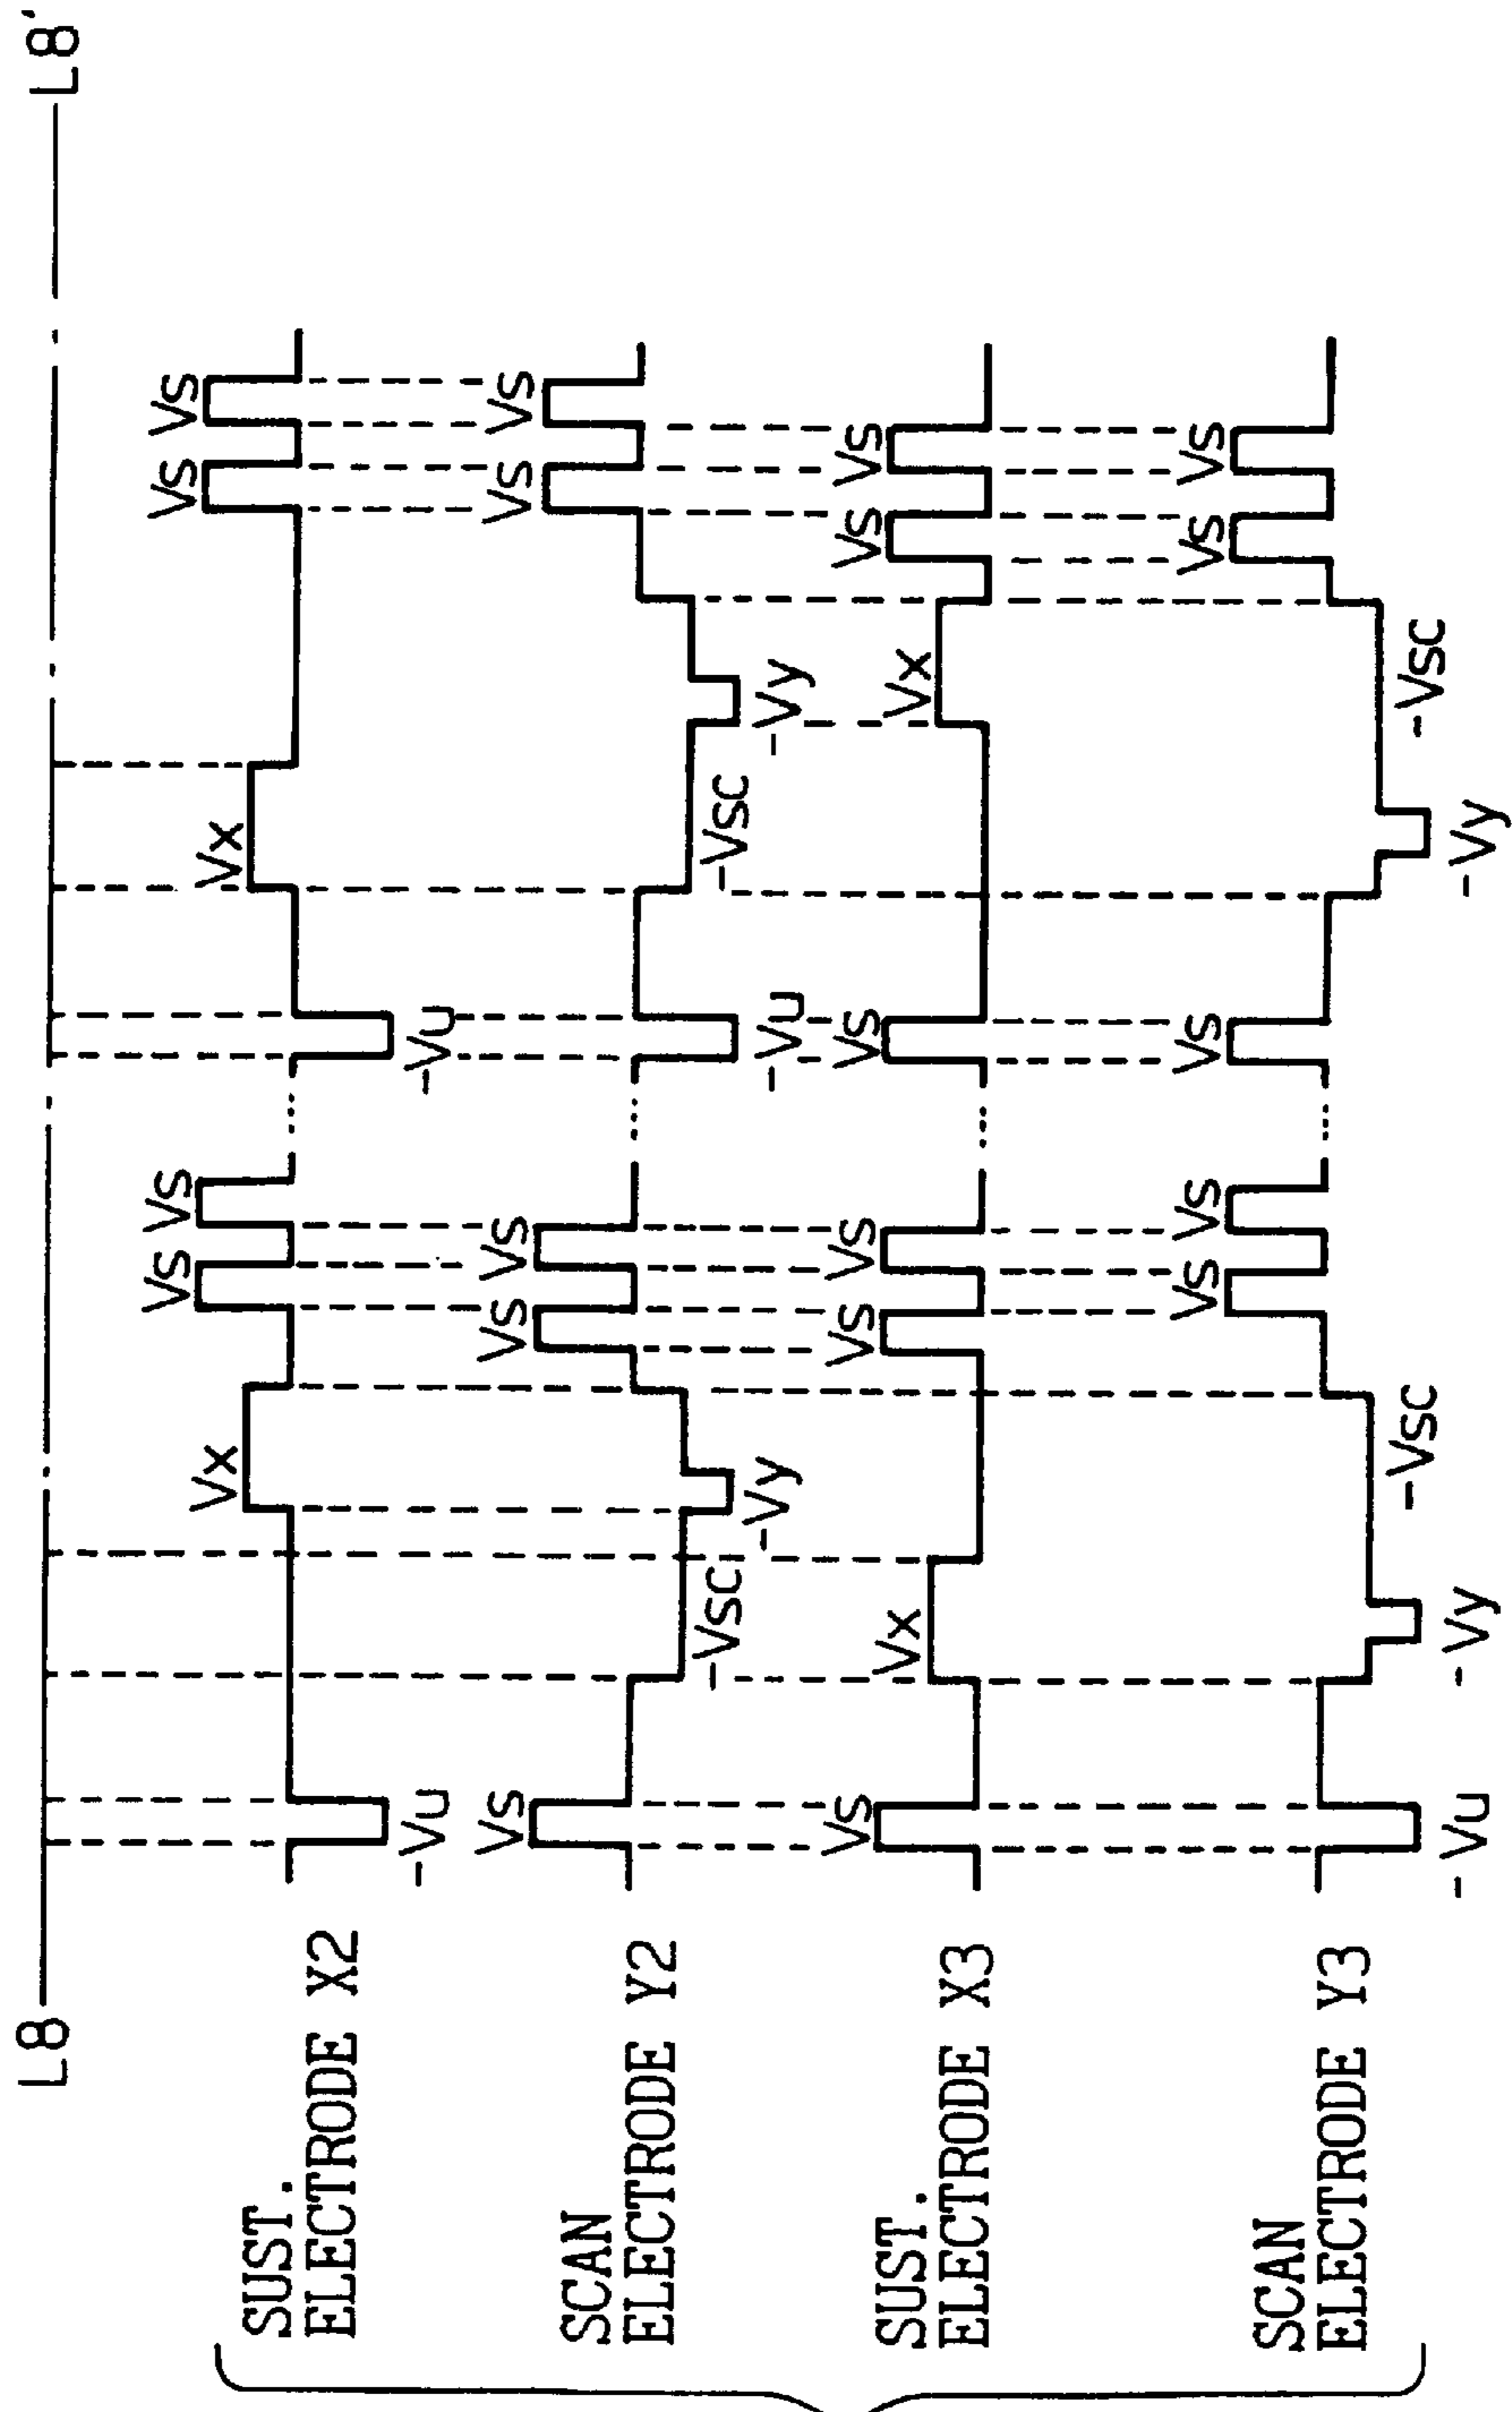 L8 L8'
SUST.
ELECTRODE X2
-Vu Vx Vs Vs -Vu Vx Vs Vs
SCAN
ELECTRODE Y2
Vs -Vsc -Vy Vs Vs -Vu -Vsc -Vy Vs Vs
SUST.
ELECTRODE X3
Vs Vx Vs Vs Vs Vx Vs Vs
SCAN
ELECTRODE Y3
-Vu -Vy -Vsc Vs Vs Vs -Vy -Vsc Vs Vs